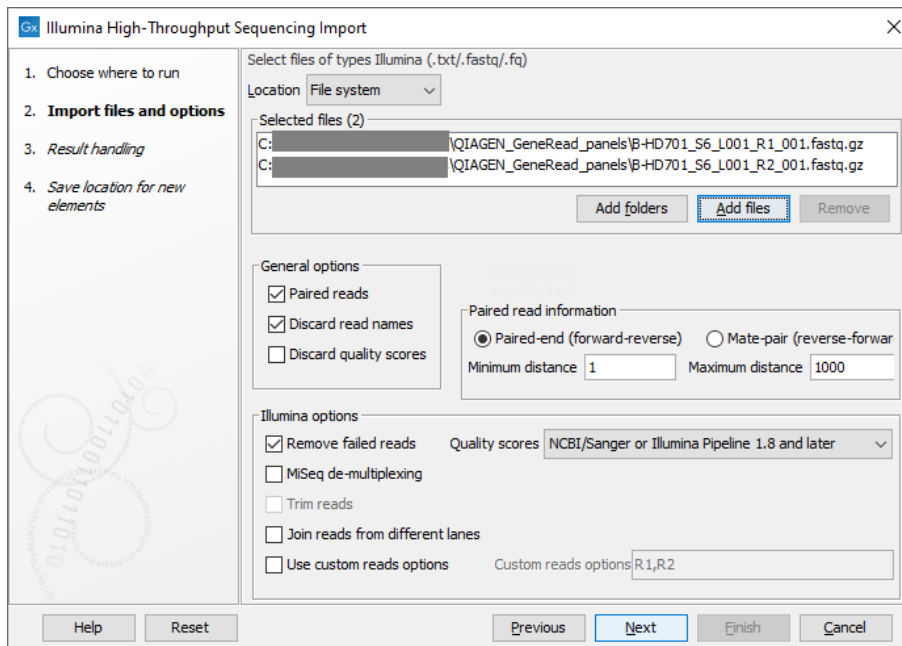 Gx Illumina High-Throughput Sequencing Import
1. Choose where to run
2. Import files and options
3. Result handling
4. Save location for new
elements
Select files of types Illumina (.txt/.fastq/.fq)
Location File system
Selected files (2)
C: \QIAGEN_GeneRead_panels\B-HD701_S6_L001_R1_001.fastq.gz
C: \QIAGEN_GeneRead_panels\B-HD701_S6_L001_R2_001.fastq.gz
Add folders Add files Remove
General options
Paired reads
Discard read names
Discard quality scores
Paired read information
Paired-end (forward-reverse) Mate-pair (reverse-forwar
Minimum distance 1 Maximum distance 1000
Illumina options
Remove failed reads Quality scores NCBI/Sanger or Illumina Pipeline 1.8 and later
MiSeq de-multiplexing
Trim reads
Join reads from different lanes
Use custom reads options Custom reads options R1,R2
Help Reset Previous Next Finish Cancel